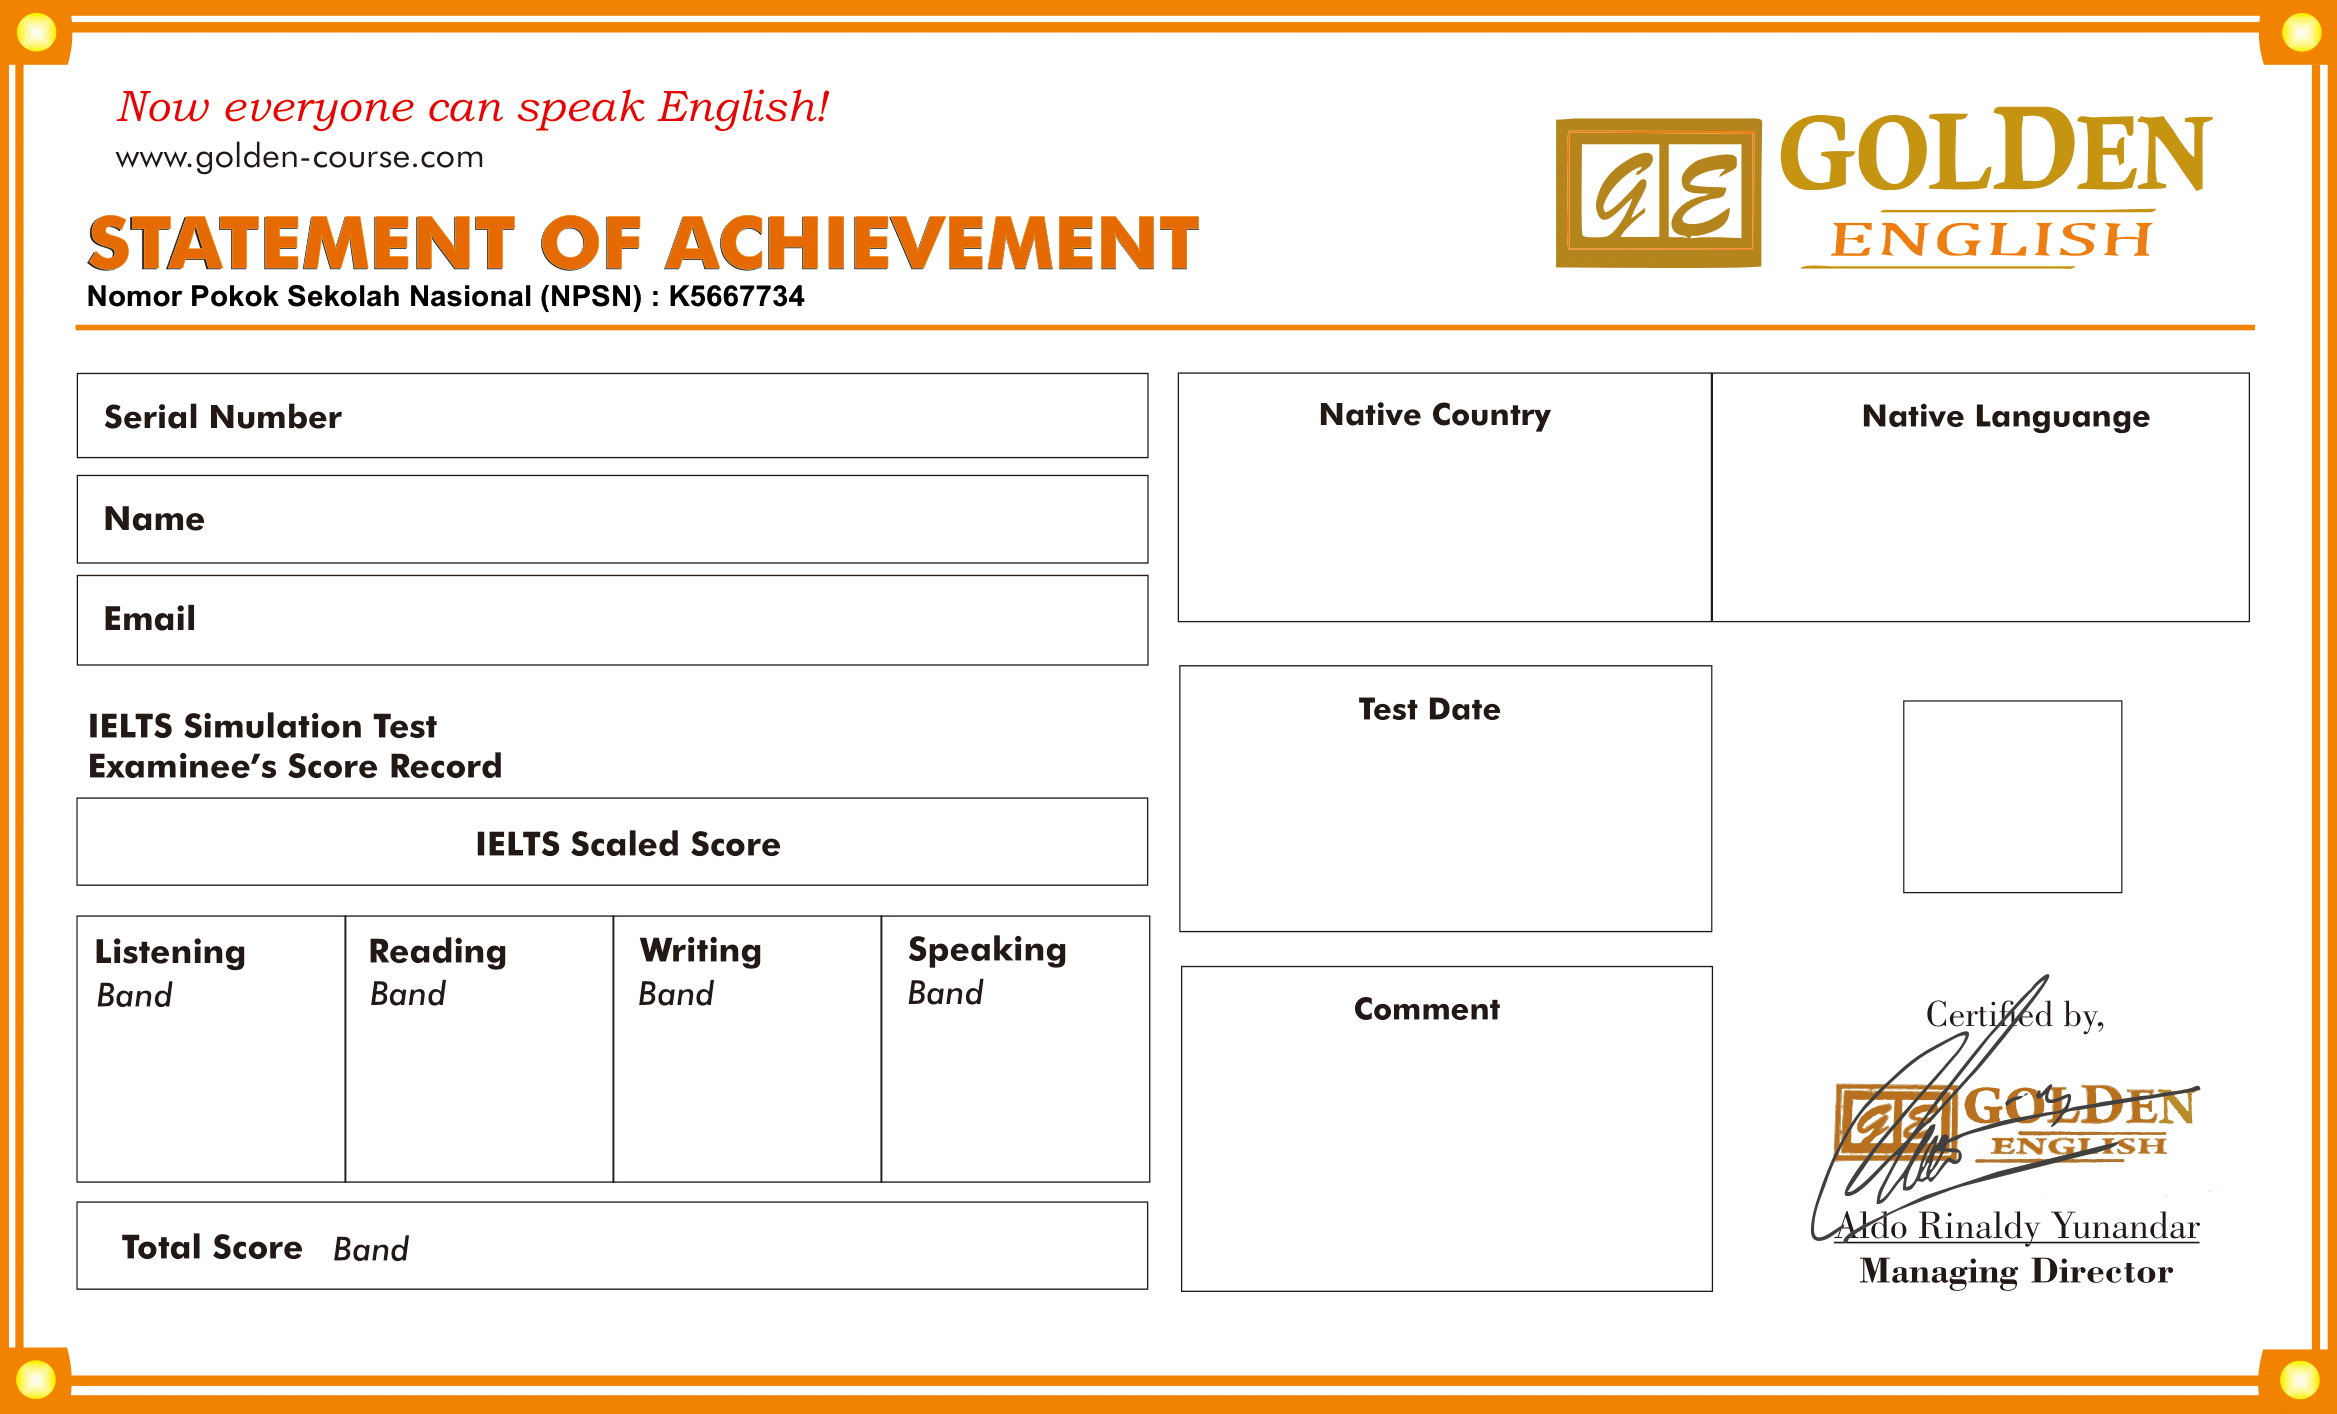 Now everyone can speak English!
www.golden-course.com
STATEMENT OF ACHIEVEMENT
Nomor Pokok Sekolah Nasional (NPSN) : K5667734
GE
GOLDEN
ENGLISH
Serial Number
Name
Email
Native Country
Native Languange
IELTS Simulation Test
Examinee's Score Record
IELTS Scaled Score
Listening
Band
Reading
Band
Writing
Band
Speaking
Band
Total Score Band
Test Date
Comment
Certified by,
GE
GOLDEN
ENGLISH
Aldo Rinaldy Yunandar
Managing Director